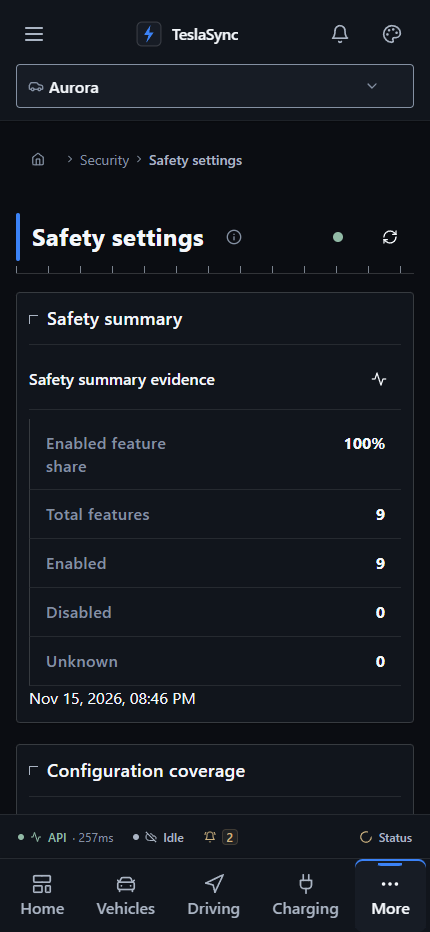 TeslaSync
Aurora
Security
Safety settings
Safety settings
Safety summary
Safety summary evidence
Enabled feature
share
100%
Total features
9
Enabled
9
Disabled
0
Unknown
0
Nov 15, 2026, 08:46 PM
Configuration coverage
API · 257ms
Idle
2
Status
Home
Vehicles
Driving
Charging
More